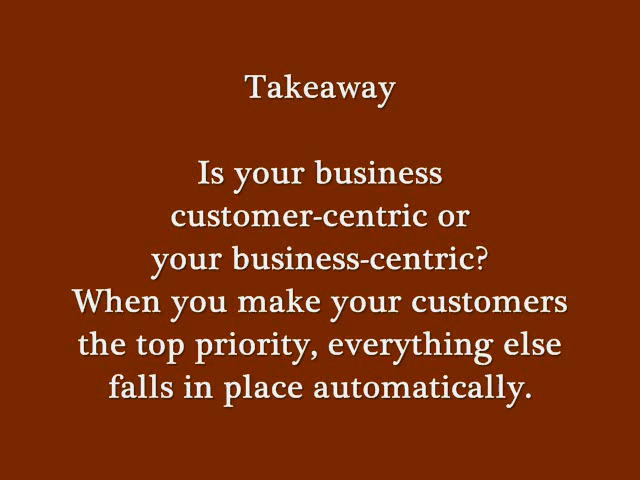 Takeaway
Is your business
customer-centric or
your business-centric?
When you make your customers
the top priority, everything else
falls in place automatically.